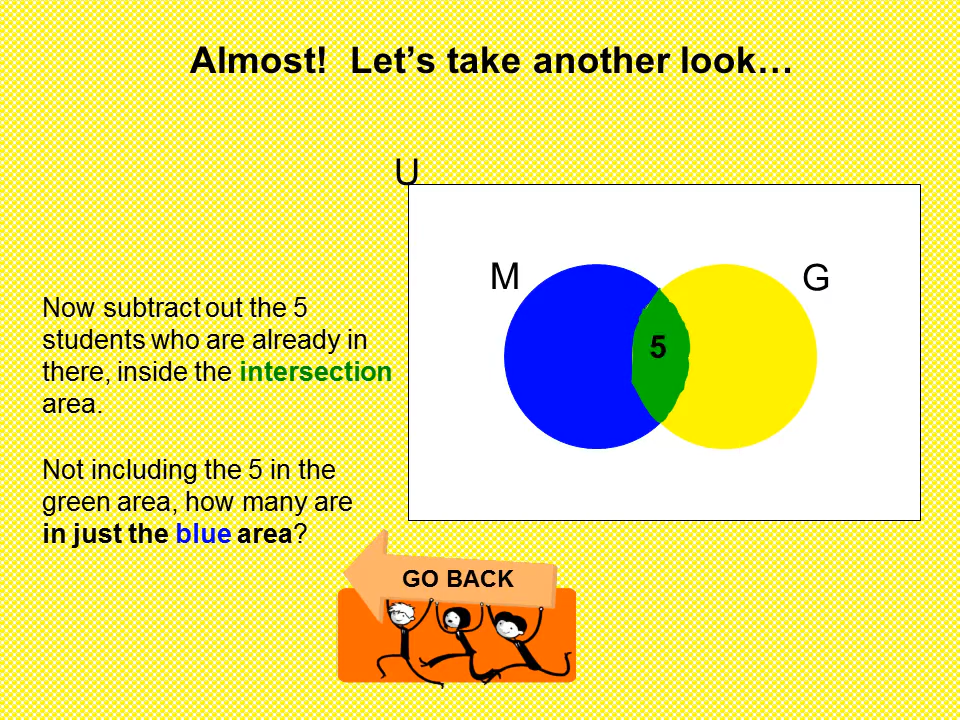 Almost!  Let’s take another look…
U
M
G
5
Now subtract out the 5
students who are already in
there, inside the intersection
area.
Not including the 5 in the
green area, how many are
in just the blue area?
GO BACK